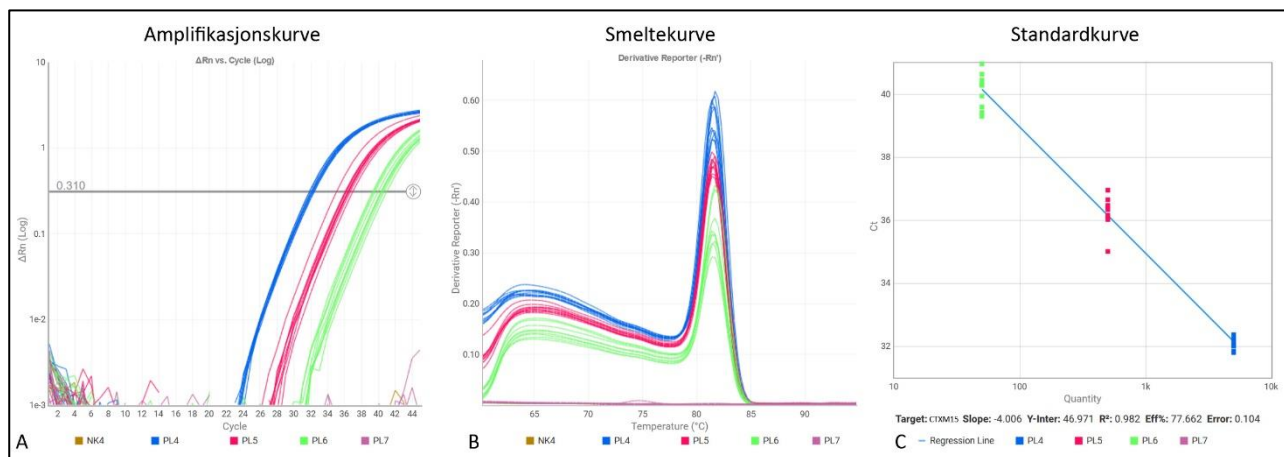 Amplifikasjonskurve
ΔRn vs. Cycle (Log)
10
1
0.310
0.1
1e-2
1e-3
ΔRn (Log)
2 4 6 8 10 12 14 16 18 20 22 24 26 28 30 32 34 36 38 40 42 44
Cycle
A
NK4 PL4 PL5 PL6 PL7
Smeltekurve
Derivative Reporter (-Rn')
0.60
0.50
0.40
0.30
0.20
0.10
Derivative Reporter (-Rn')
65 75 80 85 90
Temperature (°C)
B
NK4 PL4 PL5 PL6 PL7
Standardkurve
40
38
36
34
32
Ct
10 100 1k 10k
Quantity
Target: CTXM15 Slope: -4.006 Y-Inter: 46.971 R²: 0.982 Eff%: 77.662 Error: 0.104
C
Regression Line PL4 PL5 PL6 PL7